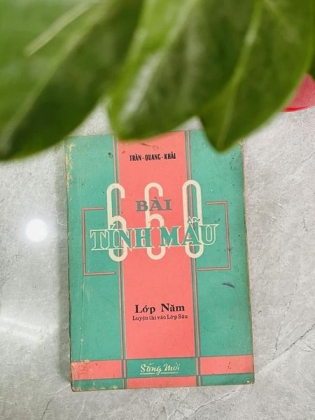 TRẦN-QUANG-KHẢI
660
BÀI
TÍNH MẪU
Lớp Năm
Luyện thi vào Lớp Sáu
Sống Mới